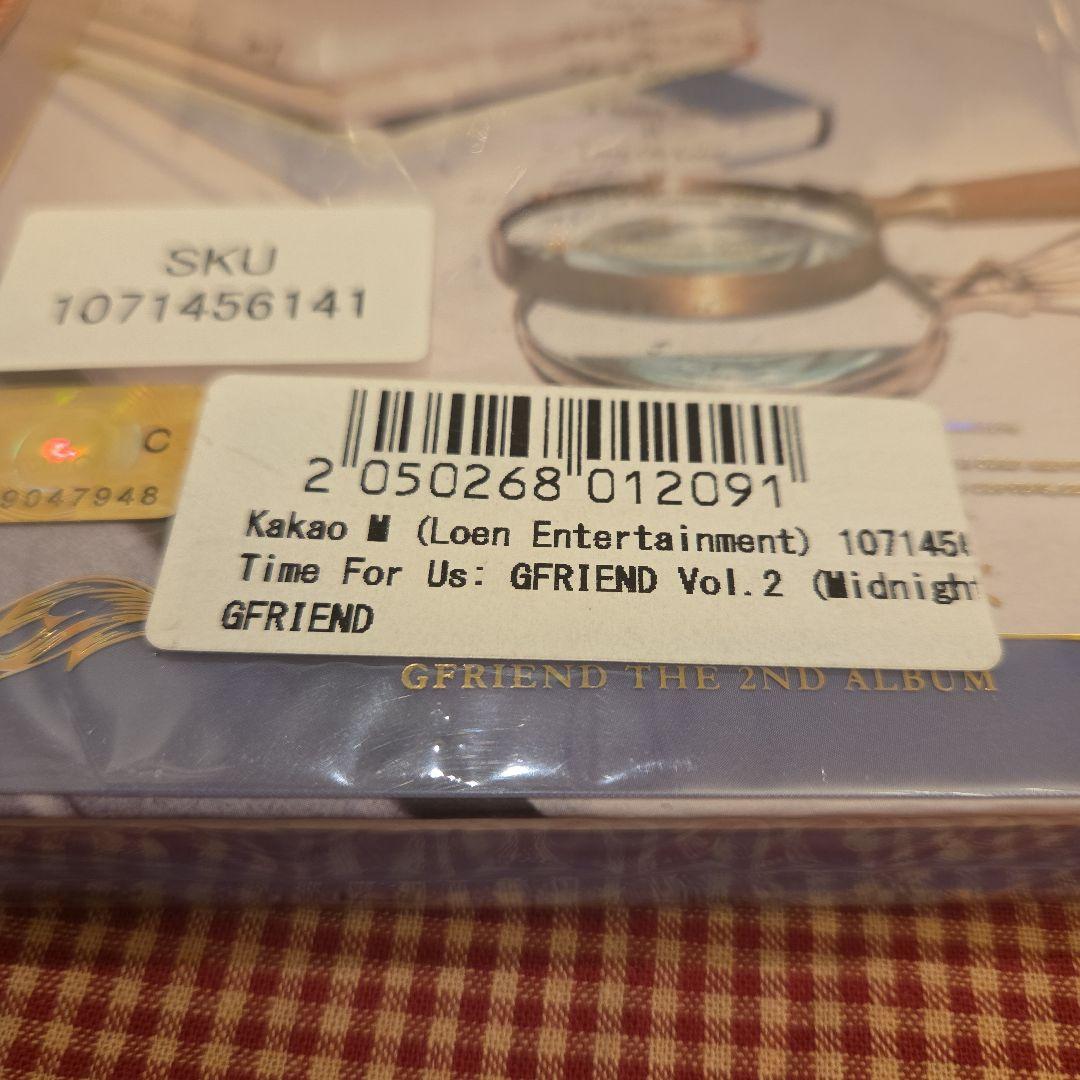 SKU
1071456141
C
9047948
2 050268 012091
Kakao M (Loen Entertainment) 107145
Time For Us: GFRIEND Vol.2 (Midnight
GFRIEND
GFRIEND THE 2ND ALBUM